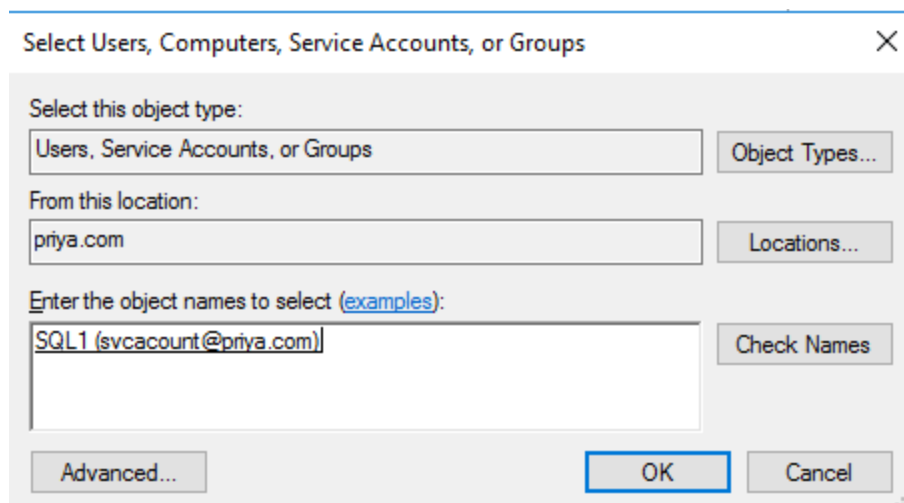 Select Users, Computers, Service Accounts, or Groups
Select this object type:
Users, Service Accounts, or Groups
Object Types...
From this location:
priya.com
Locations...
Enter the object names to select (examples):
SQL1 (svcacount@priya.com)
Check Names
Advanced...
OK
Cancel